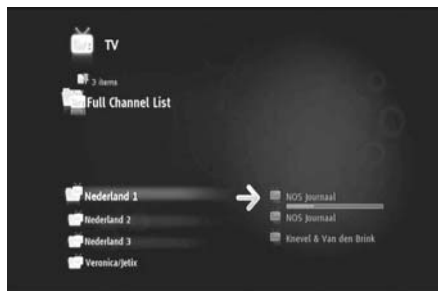 TV
3 items
Full Channel List
Nederland 1
NOS Journaal
Nederland 2
NOS Journaal
Nederland 3
Knevel & Van den Brink
Veronica/Jetix